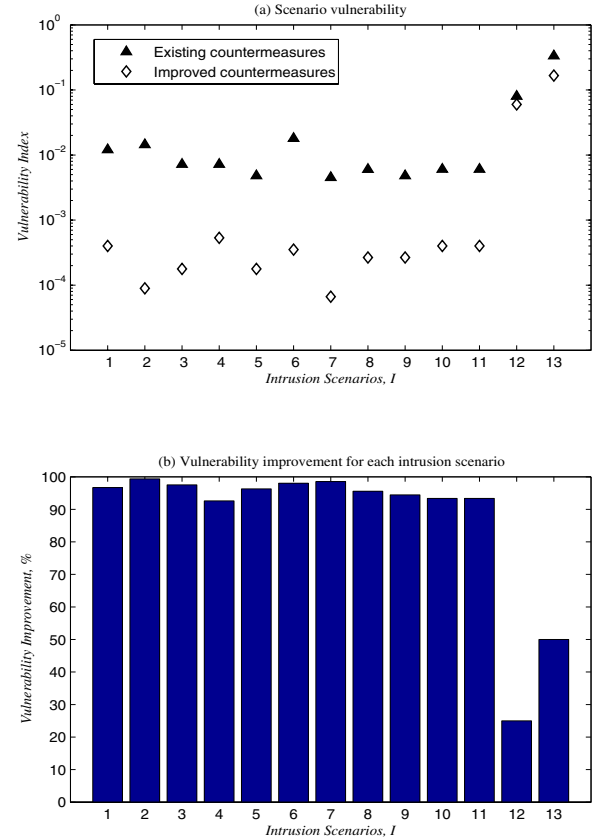 (a) Scenario vulnerability
10^0
10^−1
10^−2
10^−3
10^−4
10^−5
Vulnerability Index
Existing countermeasures
Improved countermeasures
1 2 3 4 5 6 7 8 9 10 11 12 13
Intrusion Scenarios, I
(b) Vulnerability improvement for each intrusion scenario
100
90
80
70
60
50
40
30
20
10
0
Vulnerability Improvement, %
1 2 3 4 5 6 7 8 9 10 11 12 13
Intrusion Scenarios, I